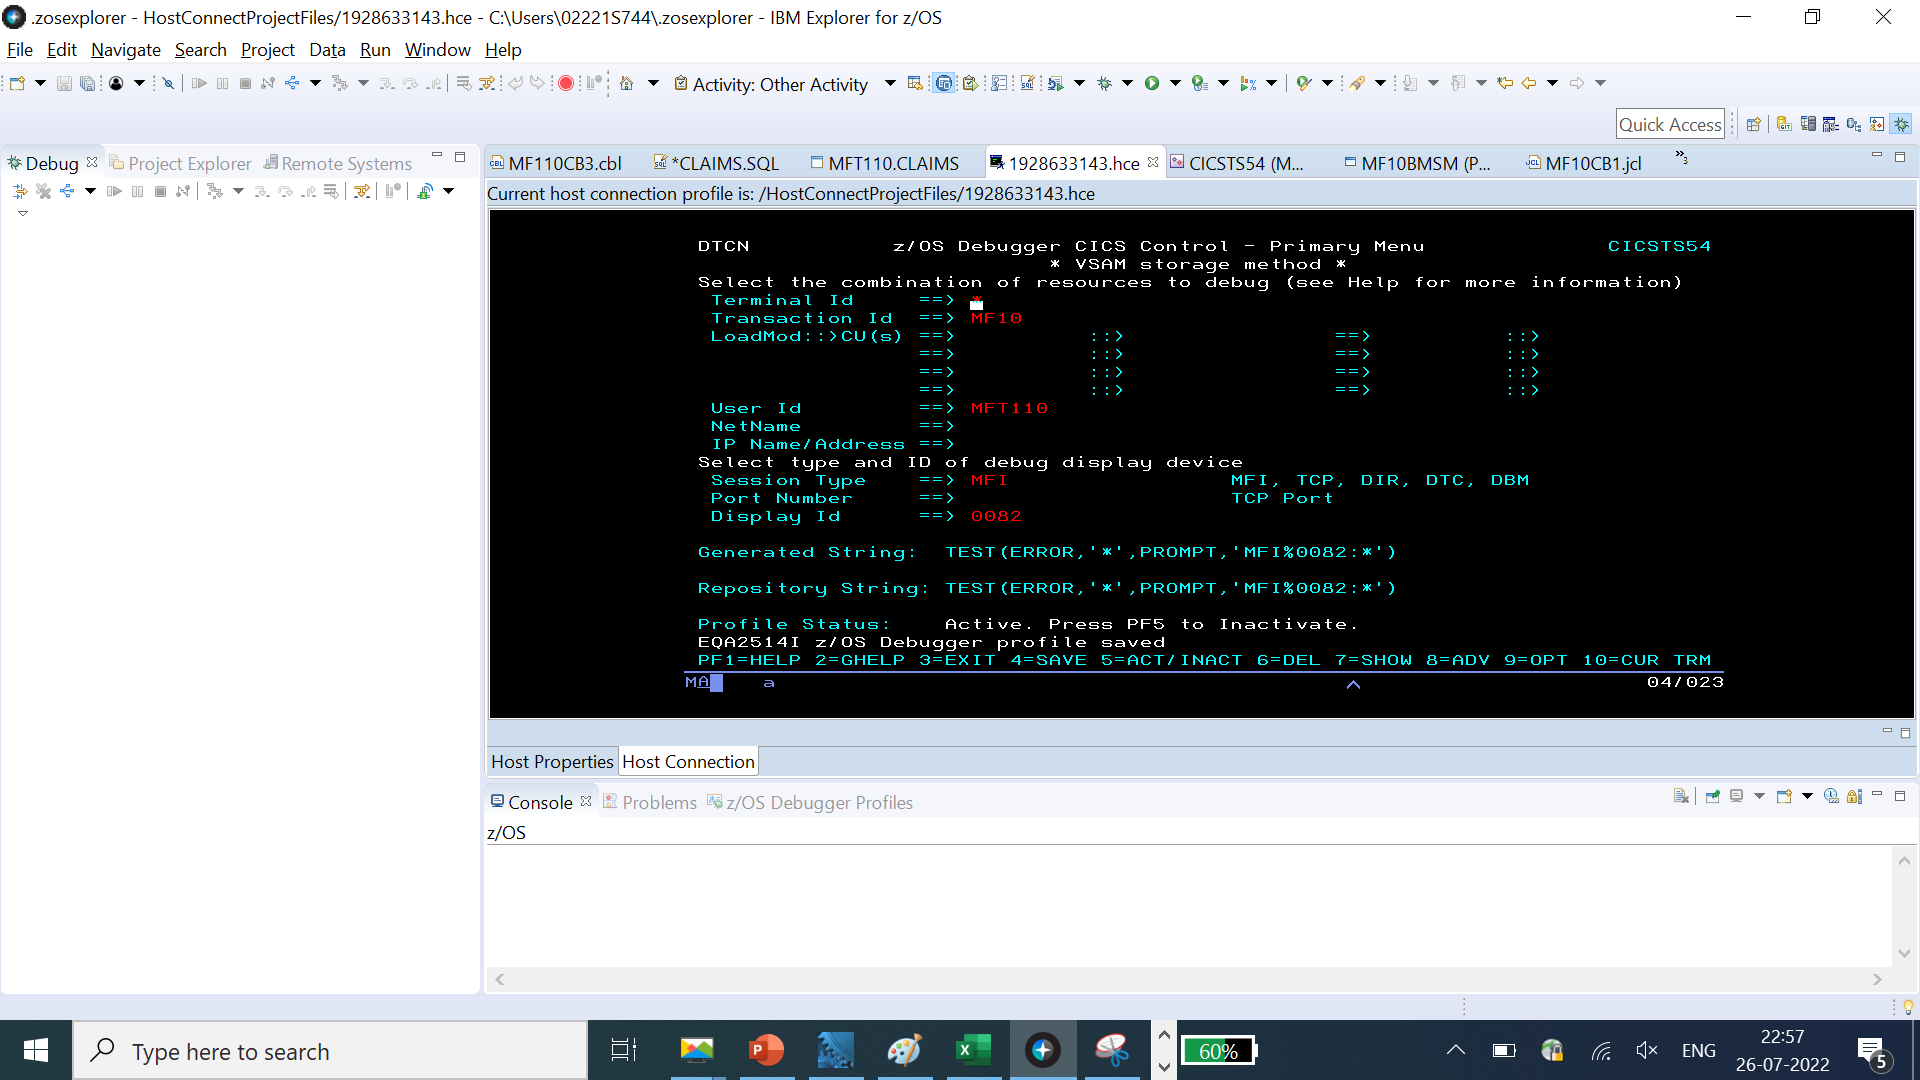 .zosexplorer - HostConnectProjectFiles/1928633143.hce - C:\Users\02221S744\.zosexplorer - IBM Explorer for z/OS
File Edit Navigate Search Project Data Run Window Help
Activity: Other Activity
Quick Access
Debug Project Explorer Remote Systems
MF110CB3.cbl *CLAIMS.SQL MFT110.CLAIMS 1928633143.hce CICSTS54 (M... MF10BMSM (P... MF10CB1.jcl »3
Current host connection profile is: /HostConnectProjectFiles/1928633143.hce
DTCN z/OS Debugger CICS Control - Primary Menu CICSTS54
* VSAM storage method *
Select the combination of resources to debug (see Help for more information)
Terminal Id ==> *
Transaction Id ==> MF10
LoadMod::>CU(s) ==> ::> ==> ::>
==> ::> ==> ::>
==> ::> ==> ::>
==> ::> ==> ::>
User Id ==> MFT110
NetName ==>
IP Name/Address ==>
Select type and ID of debug display device
Session Type ==> MFI MFI, TCP, DIR, DTC, DBM
Port Number ==> TCP Port
Display Id ==> 0082
Generated String: TEST(ERROR,'*',PROMPT,'MFI%0082:*')
Repository String: TEST(ERROR,'*',PROMPT,'MFI%0082:*')
Profile Status: Active. Press PF5 to Inactivate.
EQA2514I z/OS Debugger profile saved
PF1=HELP 2=GHELP 3=EXIT 4=SAVE 5=ACT/INACT 6=DEL 7=SHOW 8=ADV 9=OPT 10=CUR TRM
MA a 04/023
Host Properties Host Connection
Console Problems z/OS Debugger Profiles
z/OS
Type here to search
60%
ENG
22:57
26-07-2022
5